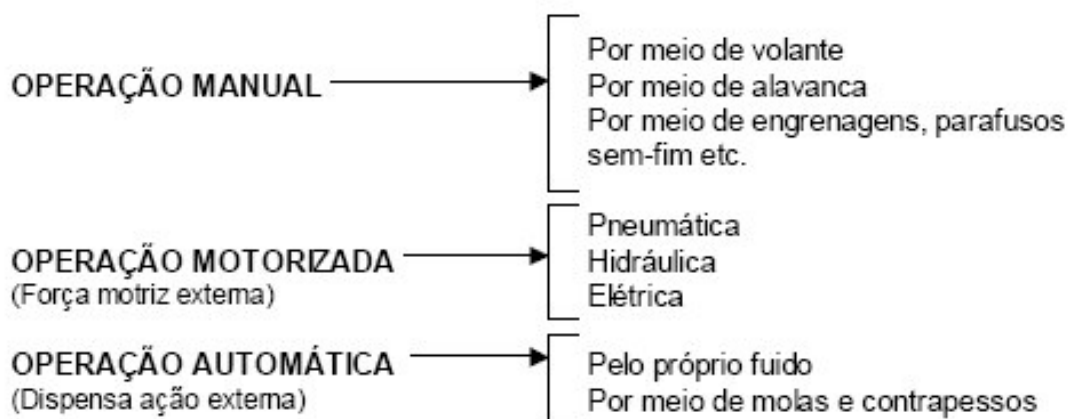 OPERAÇÃO MANUAL
Por meio de volante
Por meio de alavanca
Por meio de engrenagens, parafusos
sem-fim etc.
OPERAÇÃO MOTORIZADA
(Força motriz externa)
Pneumática
Hidráulica
Elétrica
OPERAÇÃO AUTOMÁTICA
(Dispensa ação externa)
Pelo próprio fuido
Por meio de molas e contrapessos